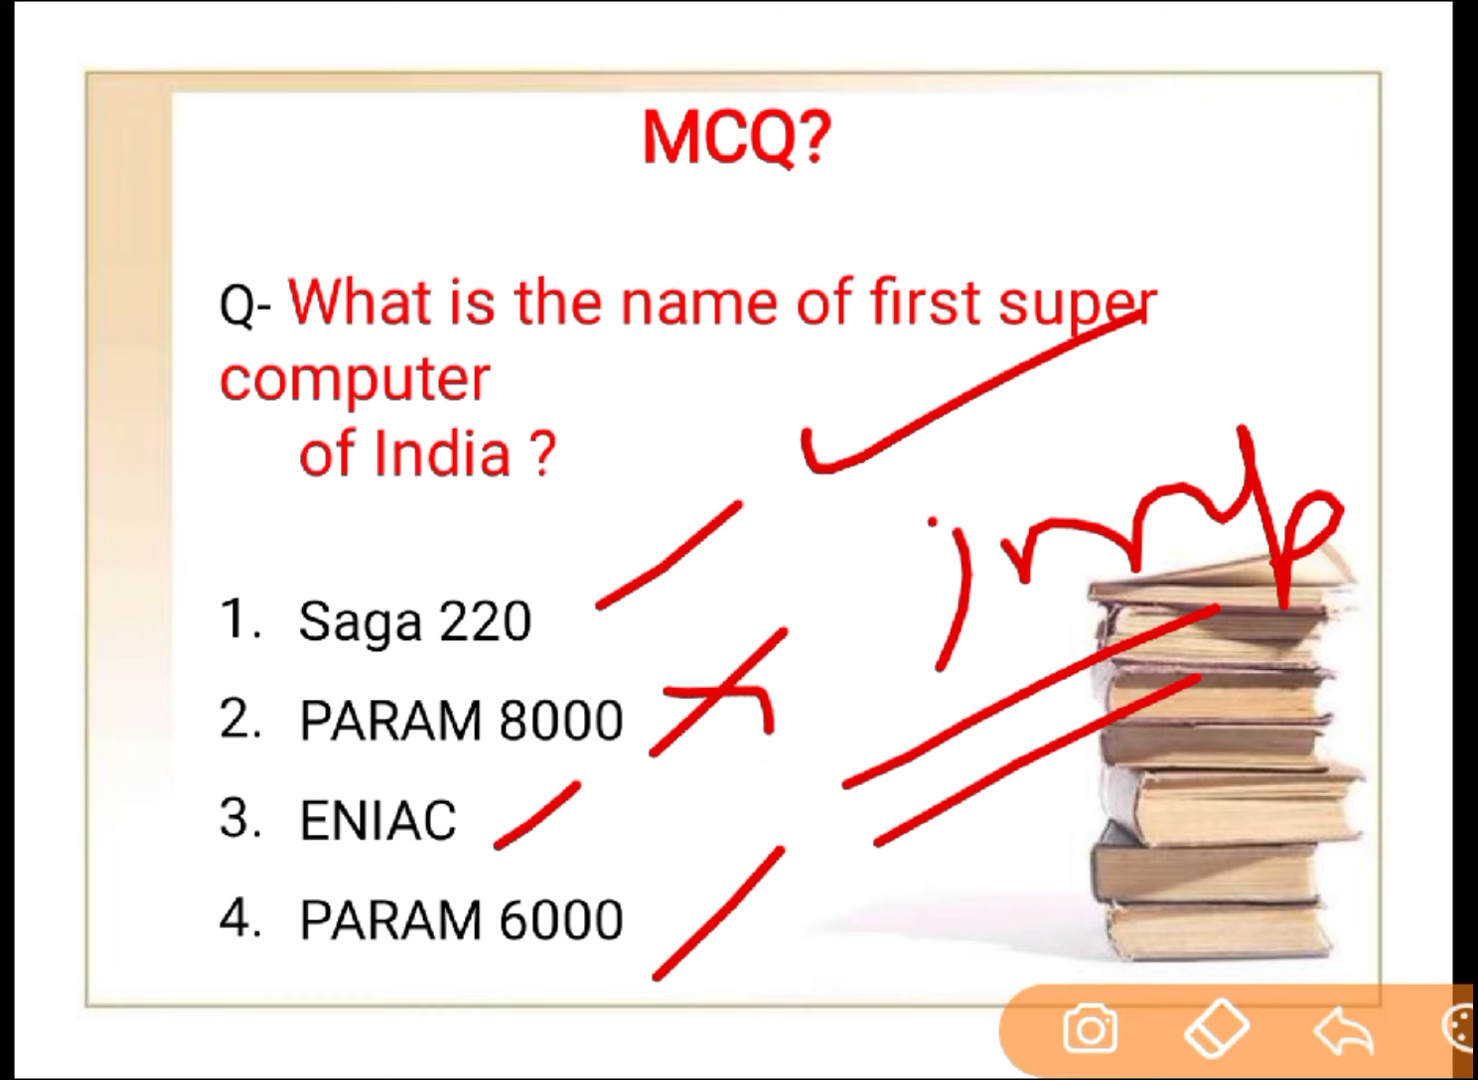 MCQ?
Q- What is the name of first super
computer
of India ?
imp
1. Saga 220
2. PARAM 8000
3. ENIAC
4. PARAM 6000